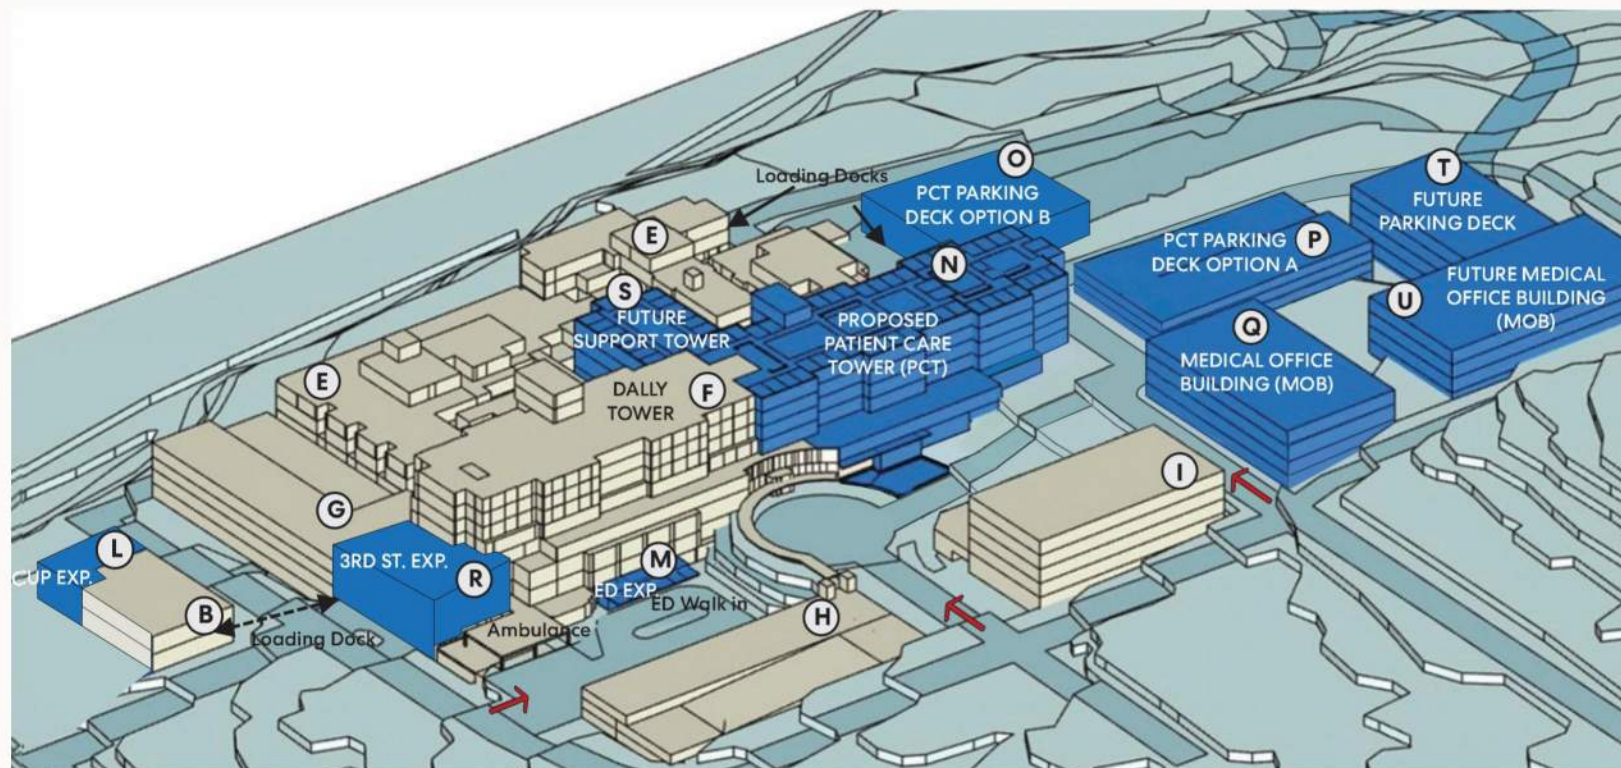 O
PCT PARKING
DECK OPTION B
Loading Docks
T
FUTURE
PARKING DECK
E
P
PCT PARKING
DECK OPTION A
N
S
FUTURE
SUPPORT TOWER
PROPOSED
PATIENT CARE
TOWER (PCT)
U
FUTURE MEDICAL
OFFICE BUILDING
(MOB)
Q
MEDICAL OFFICE
BUILDING (MOB)
E
DALLY
TOWER
F
I
G
L
CUP EXP.
3RD ST. EXP.
R
M
ED EXP.
ED Walk in
B
Loading Dock
Ambulance
H